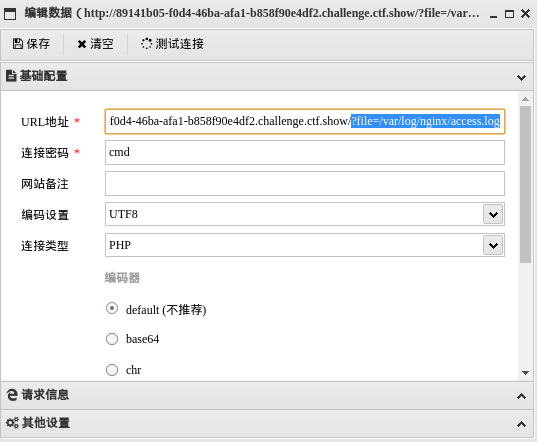 编辑数据（http://89141b05-f0d4-46ba-afa1-b858f90e4df2.challenge.ctf.show/?file=/var...
保存 清空 测试连接
基础配置
URL地址 * f0d4-46ba-afa1-b858f90e4df2.challenge.ctf.show/?file=/var/log/nginx/access.log
连接密码 * cmd
网站备注
编码设置 UTF8
连接类型 PHP
编码器
default (不推荐)
base64
chr
请求信息
其他设置